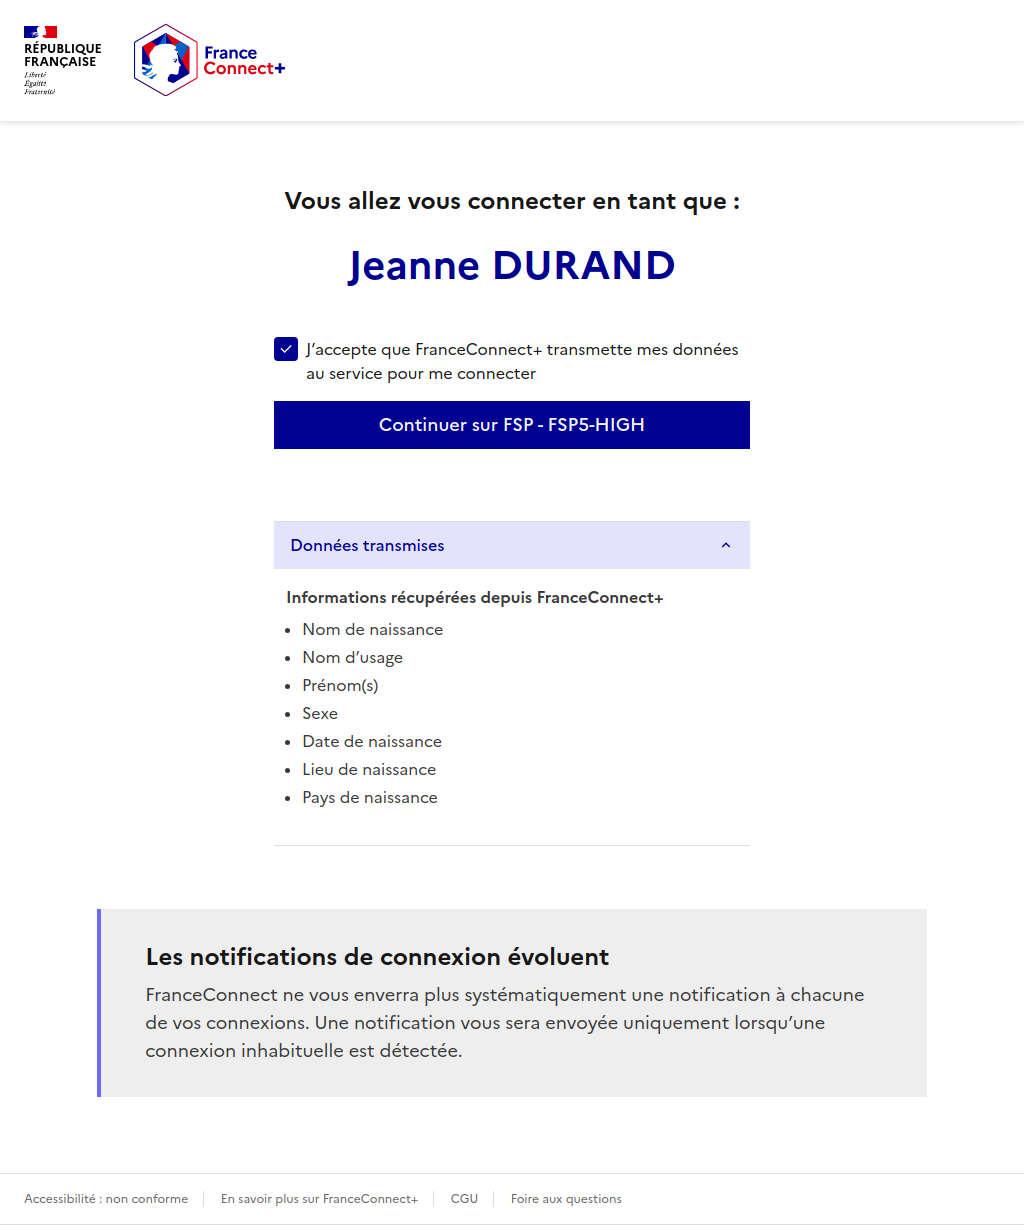 RÉPUBLIQUE
FRANÇAISE
Liberté
Égalité
Fraternité
France
Connect+
Vous allez vous connecter en tant que :
Jeanne DURAND
J’accepte que FranceConnect+ transmette mes données
au service pour me connecter
Continuer sur FSP - FSP5-HIGH
Données transmises
Informations récupérées depuis FranceConnect+
• Nom de naissance
• Nom d’usage
• Prénom(s)
• Sexe
• Date de naissance
• Lieu de naissance
• Pays de naissance
Les notifications de connexion évoluent
FranceConnect ne vous enverra plus systématiquement une notification à chacune
de vos connexions. Une notification vous sera envoyée uniquement lorsqu’une
connexion inhabituelle est détectée.
Accessibilité : non conforme En savoir plus sur FranceConnect+ CGU Foire aux questions